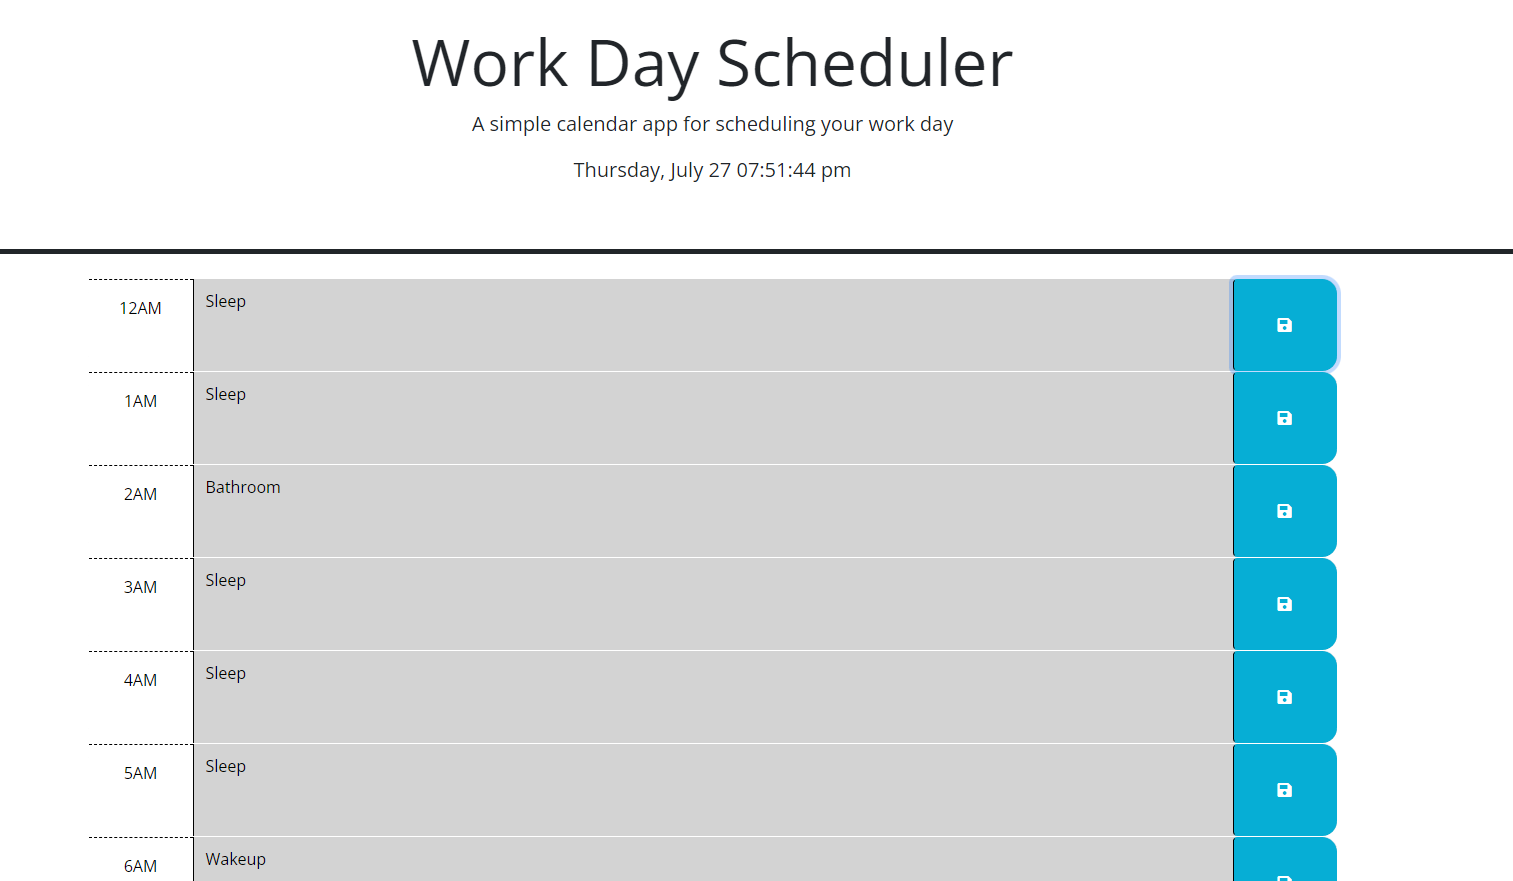 Work Day Scheduler
A simple calendar app for scheduling your work day
Thursday, July 27 07:51:44 pm
12AM Sleep
1AM Sleep
2AM Bathroom
3AM Sleep
4AM Sleep
5AM Sleep
6AM Wakeup